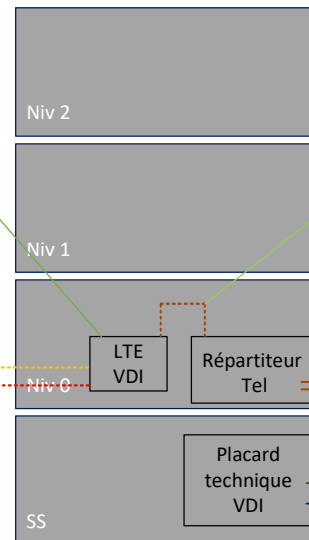 Niv 2
Niv 1
LTE
VDI
Répartiteur
Tel
Niv 0
Placard
technique
VDI
SS